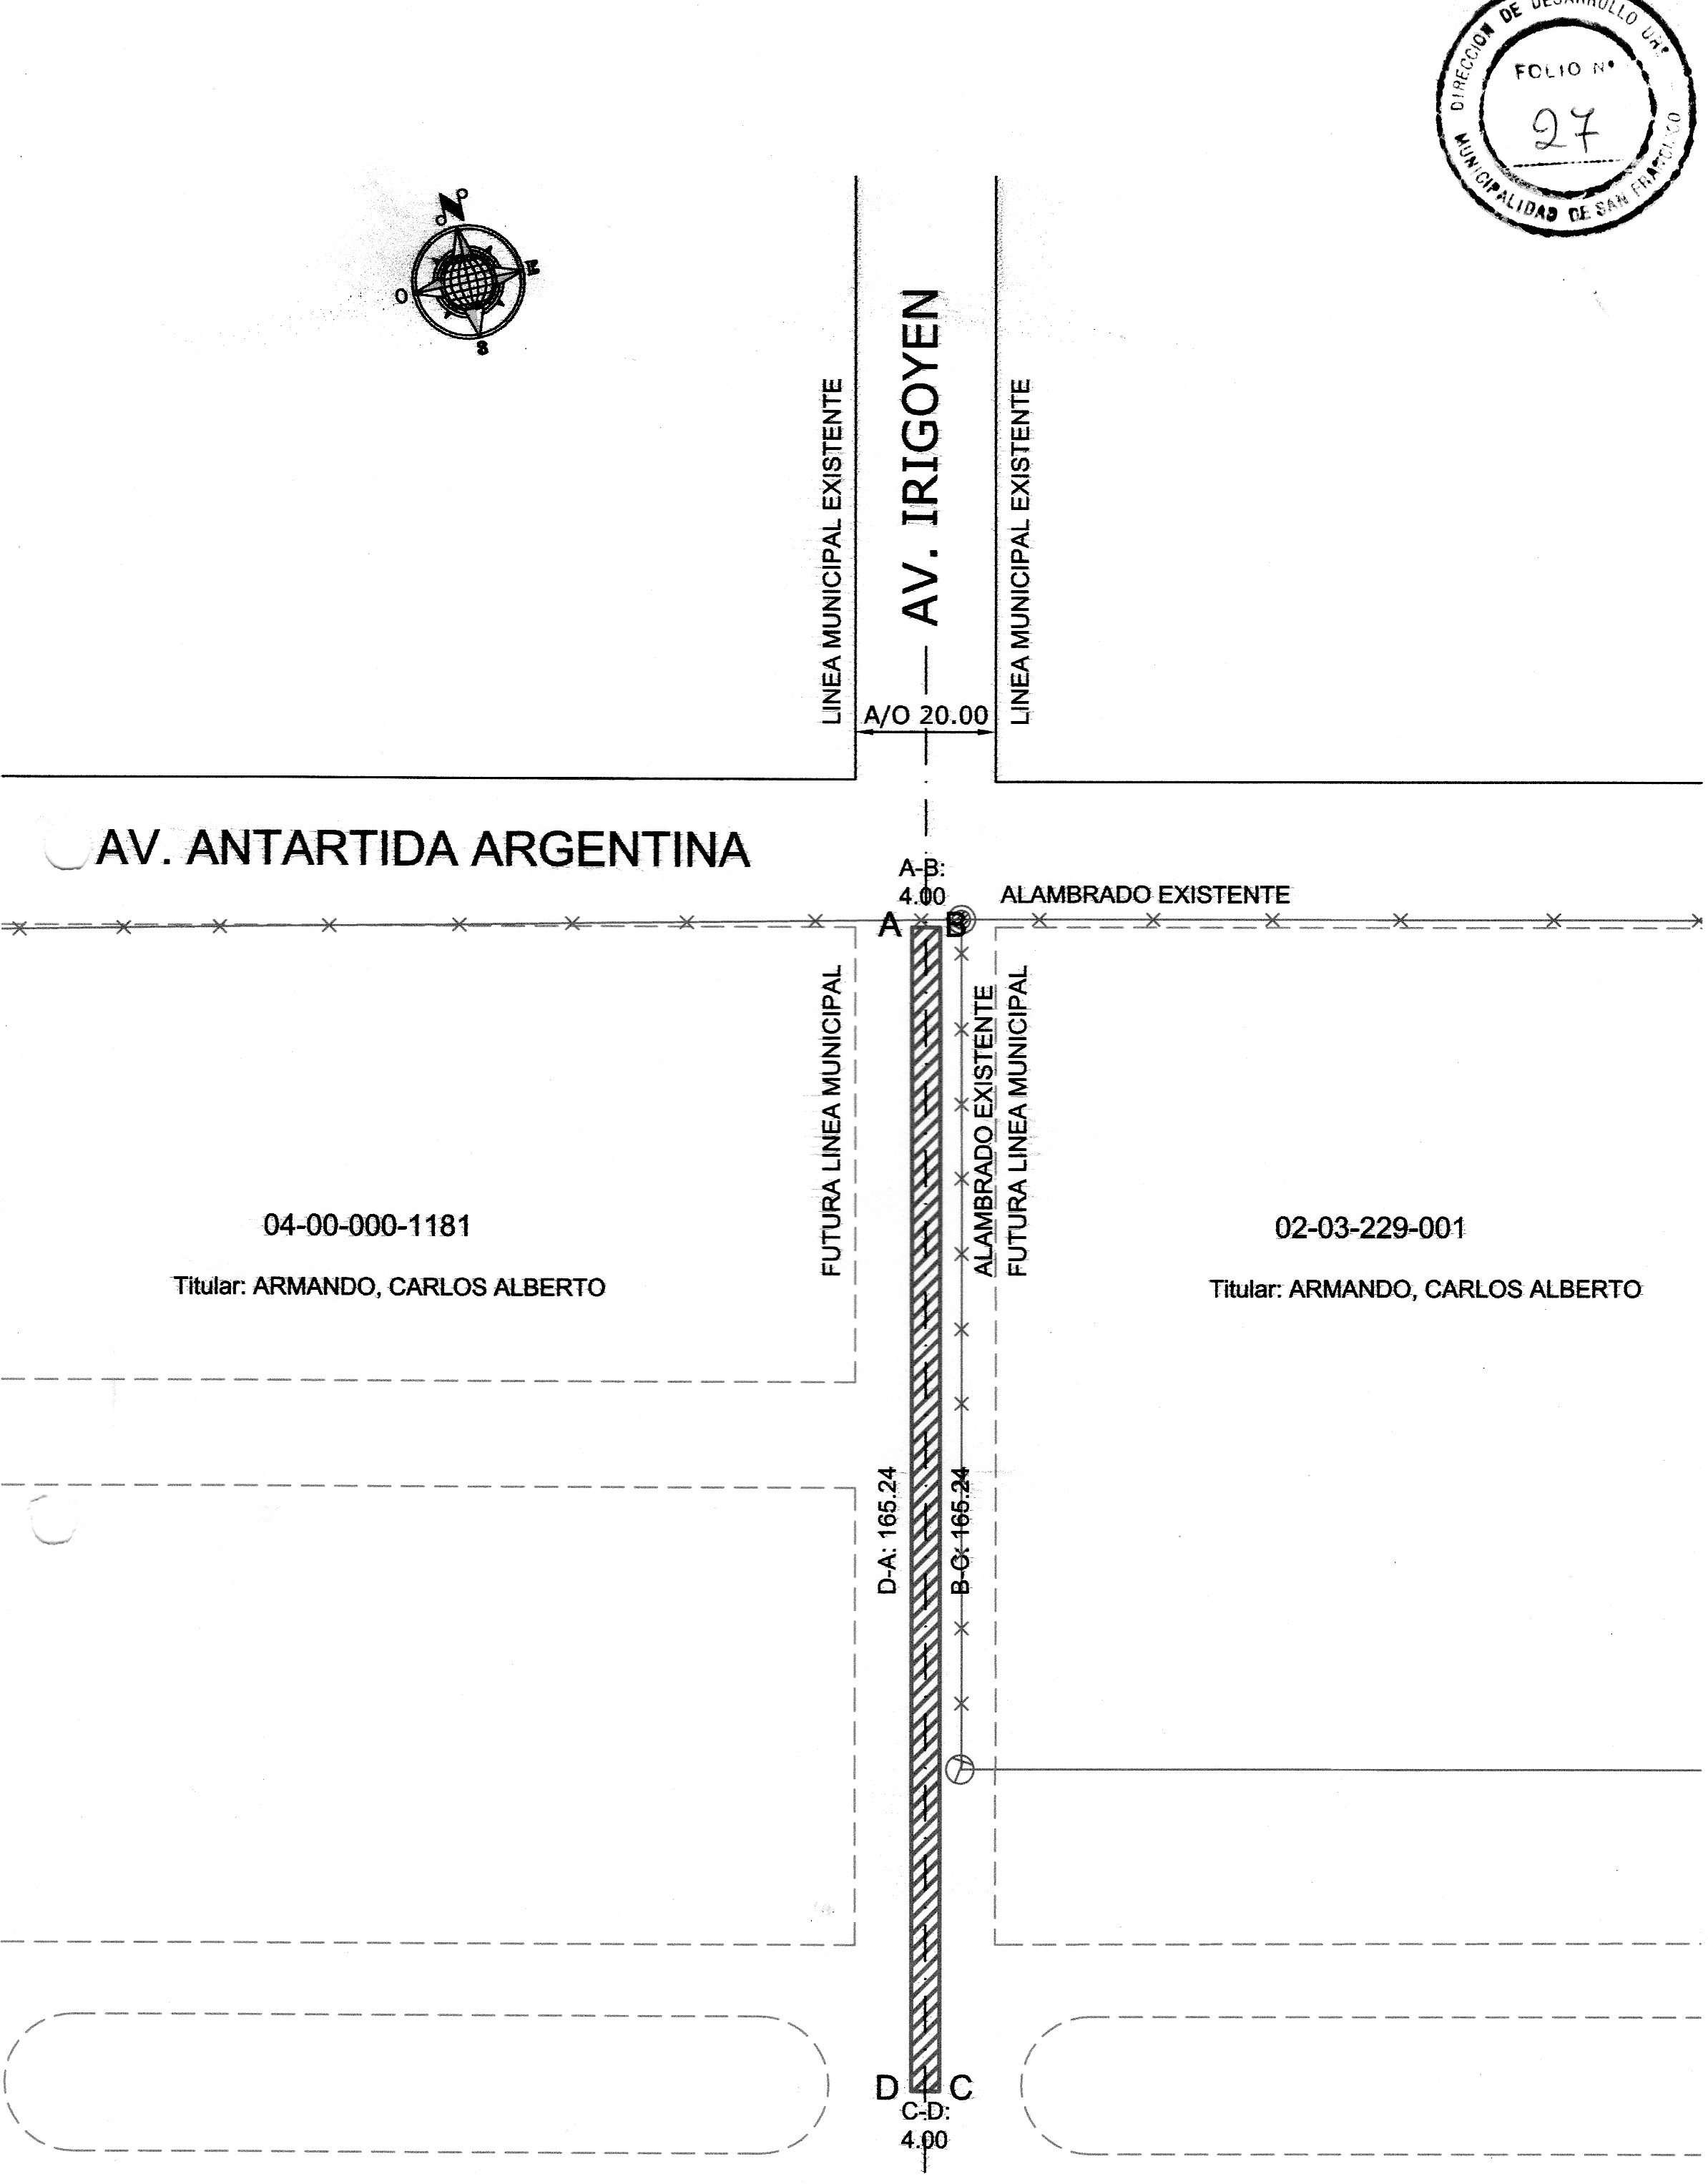 DIRECCION DE DESARROLLO URB
FOLIO Nº
27
MUNICIPALIDAD DE SAN FRANCISCO
N
E
O
S
LINEA MUNICIPAL EXISTENTE
AV. IRIGOYEN
LINEA MUNICIPAL EXISTENTE
A/O 20.00
AV. ANTARTIDA ARGENTINA
A-B:
4.00
ALAMBRADO EXISTENTE
A
B
FUTURA LINEA MUNICIPAL
ALAMBRADO EXISTENTE
FUTURA LINEA MUNICIPAL
04-00-000-1181
Titular: ARMANDO, CARLOS ALBERTO
02-03-229-001
Titular: ARMANDO, CARLOS ALBERTO
D-A: 165.24
B-C: 165.24
D
C
C-D:
4.00